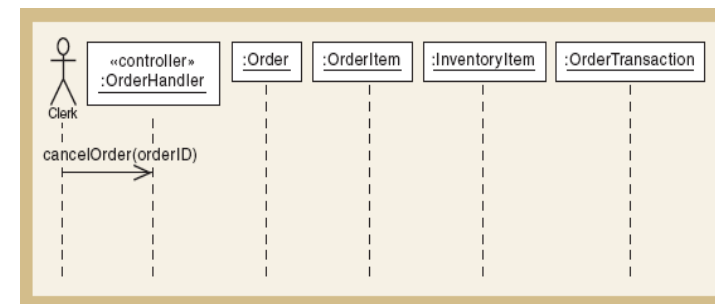 «controller»
:OrderHandler
:Order
:OrderItem
:InventoryItem
:OrderTransaction
Clerk
cancelOrder(orderID)